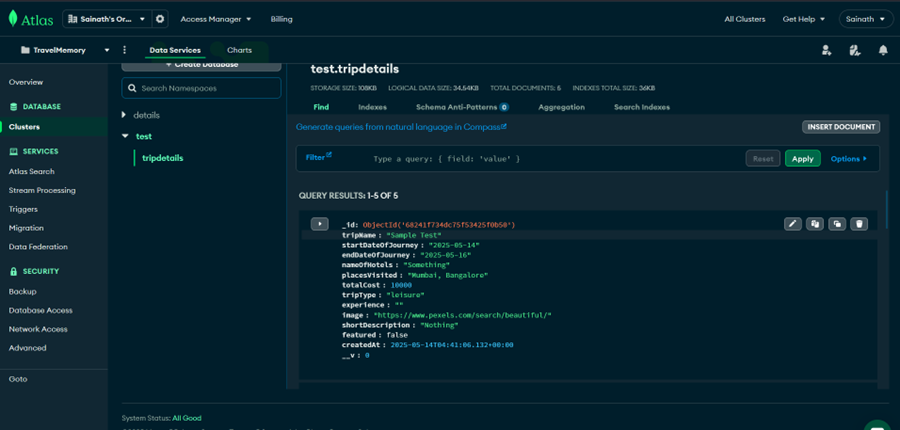 Atlas
Sainath's Or...
Access Manager
Billing
All Clusters
Get Help
Sainath
TravelMemory
Data Services
Charts
Overview
DATABASE
Clusters
SERVICES
Atlas Search
Stream Processing
Triggers
Migration
Data Federation
SECURITY
Backup
Database Access
Network Access
Advanced
Goto
+ Create Database
Search Namespaces
details
test
tripdetails
test.tripdetails
STORAGE SIZE: 108KB LOGICAL DATA SIZE: 34.54KB TOTAL DOCUMENTS: 5 INDEXES TOTAL SIZE: 36KB
Find Indexes Schema Anti-Patterns 0 Aggregation Search Indexes
Generate queries from natural language in Compass
INSERT DOCUMENT
Filter
Type a query: { field: 'value' }
Reset
Apply
Options
QUERY RESULTS: 1-5 OF 5
_id: ObjectId('68241f734dc75f53425f0b50')
tripName : "Sample Test"
startDateOfJourney : "2025-05-14"
endDateOfJourney : "2025-05-16"
nameOfHotels : "Something"
placesVisited : "Mumbai, Bangalore"
totalCost : 10000
tripType : "leisure"
experience : ""
image : "https://www.pexels.com/search/beautiful/"
shortDescription : "Nothing"
featured : false
createdAt : 2025-05-14T04:41:06.132+00:00
__v : 0
System Status: All Good